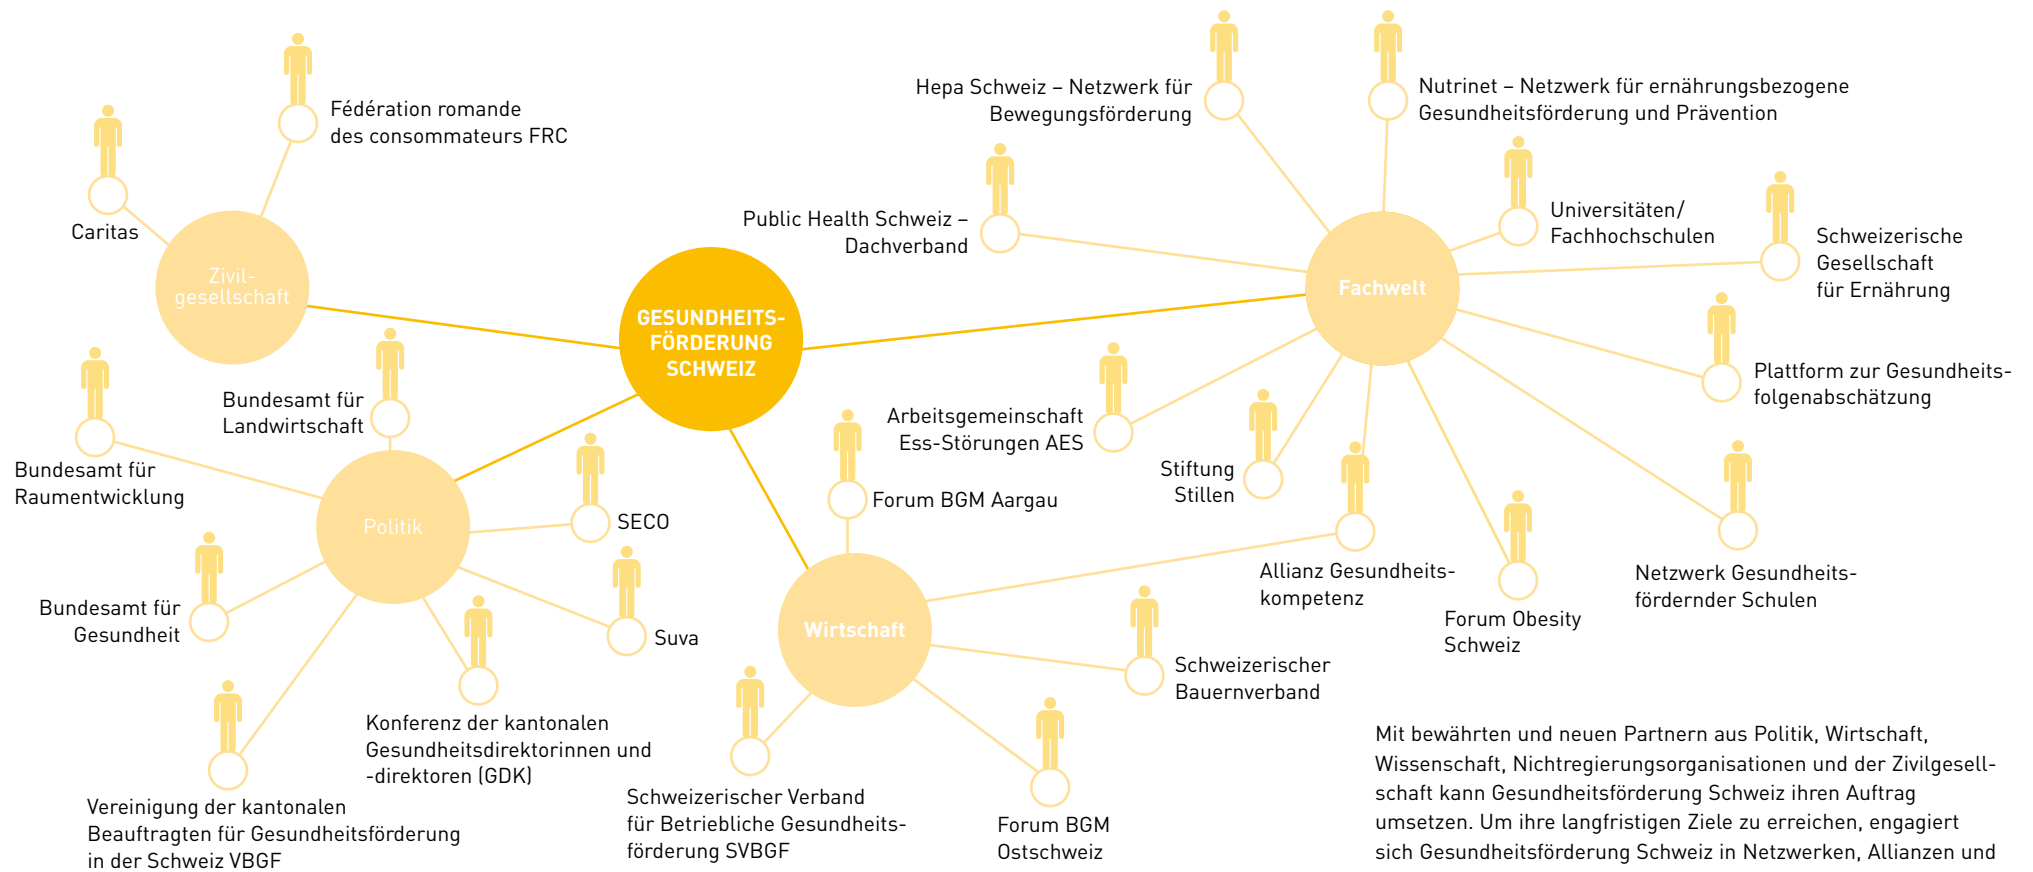 Fédération romande
des consommateurs FRC
Caritas
Zivil-
gesellschaft
GESUNDHEITS-
FÖRDERUNG
SCHWEIZ
Hepa Schweiz – Netzwerk für
Bewegungsförderung
Nutrinet – Netzwerk für ernährungsbezogene
Gesundheitsförderung und Prävention
Public Health Schweiz –
Dachverband
Universitäten/
Fachhochschulen
Schweizerische
Gesellschaft
für Ernährung
Fachwelt
Plattform zur Gesundheits-
folgenabschätzung
Arbeitsgemeinschaft
Ess-Störungen AES
Stiftung
Stillen
Allianz Gesundheits-
kompetenz
Forum Obesity
Schweiz
Netzwerk Gesundheits-
fördernder Schulen
Bundesamt für
Landwirtschaft
Bundesamt für
Raumentwicklung
Politik
SECO
Bundesamt für
Gesundheit
Suva
Konferenz der kantonalen
Gesundheitsdirektorinnen und
-direktoren (GDK)
Vereinigung der kantonalen
Beauftragten für Gesundheitsförderung
in der Schweiz VBGF
Forum BGM Aargau
Wirtschaft
Schweizerischer
Bauernverband
Schweizerischer Verband
für Betriebliche Gesundheits-
förderung SVBGF
Forum BGM
Ostschweiz
Mit bewährten und neuen Partnern aus Politik, Wirtschaft,
Wissenschaft, Nichtregierungsorganisationen und der Zivilgesell-
schaft kann Gesundheitsförderung Schweiz ihren Auftrag
umsetzen. Um ihre langfristigen Ziele zu erreichen, engagiert
sich Gesundheitsförderung Schweiz in Netzwerken, Allianzen und